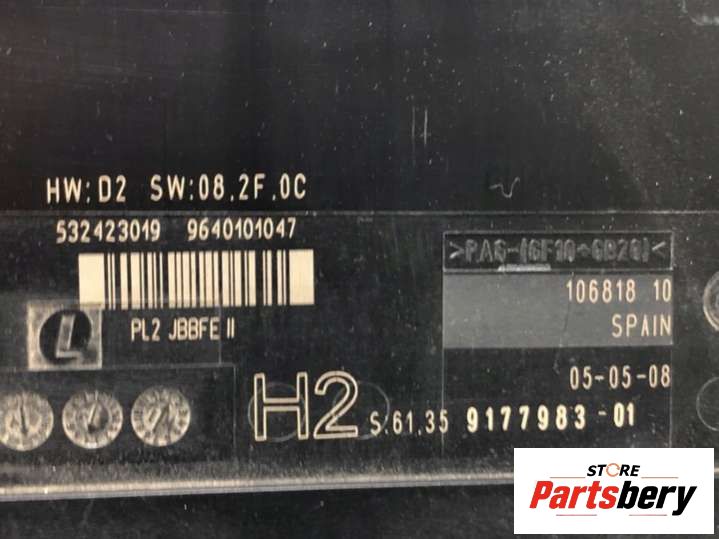 HW:D2 SW:08.2F.0C
532423019 9640101047
>PA6-(GF10+GB20)<
106818 10
SPAIN
PL2 JBBFE II
L
05-05-08
H2 S:61.35 9177983-01
STORE
Partsbery